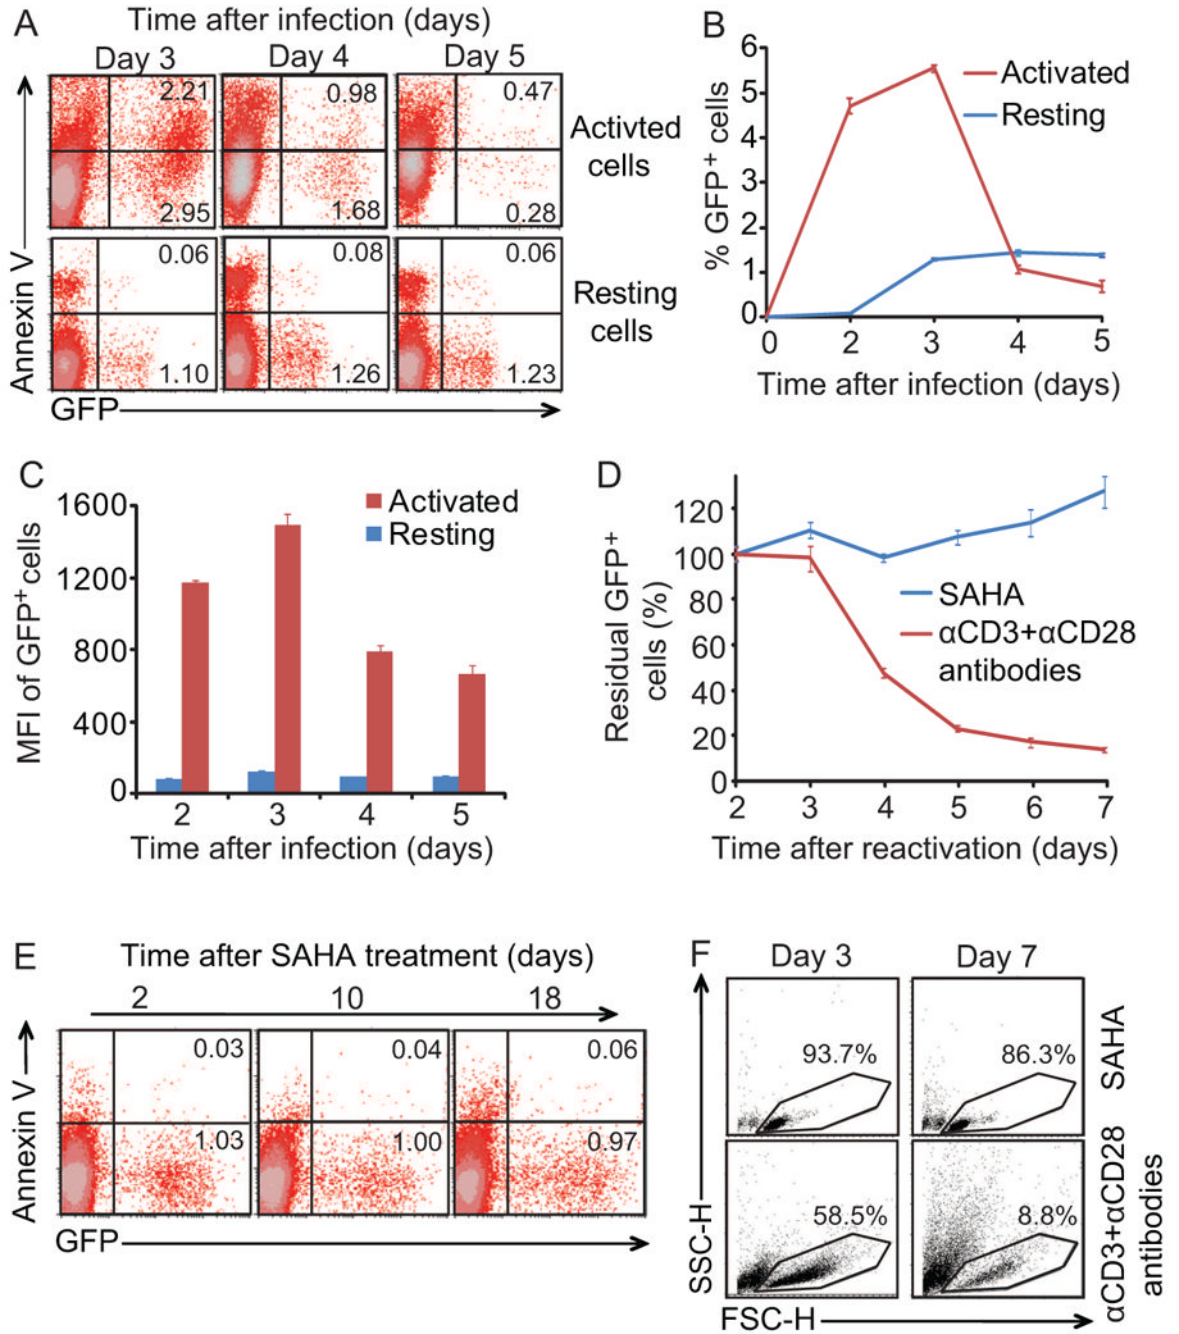 A
Time after infection (days)
Day 3
Day 4
Day 5
2.21
0.98
0.47
2.95
1.68
0.28
Activted
cells
0.06
0.08
0.06
1.10
1.26
1.23
Resting
cells
Annexin V
GFP
B
6
5
4
3
2
1
0
% GFP+ cells
Activated
Resting
0
2
3
4
5
Time after infection (days)
C
1600
1200
800
400
0
MFI of GFP+ cells
Activated
Resting
2
3
4
5
Time after infection (days)
D
120
100
80
60
40
20
0
Residual GFP+
cells (%)
SAHA
αCD3+αCD28
antibodies
2
3
4
5
6
7
Time after reactivation (days)
E
Time after SAHA treatment (days)
2
10
18
0.03
0.04
0.06
1.03
1.00
0.97
Annexin V
GFP
F
Day 3
Day 7
93.7%
86.3%
SAHA
58.5%
8.8%
αCD3+αCD28
antibodies
SSC-H
FSC-H